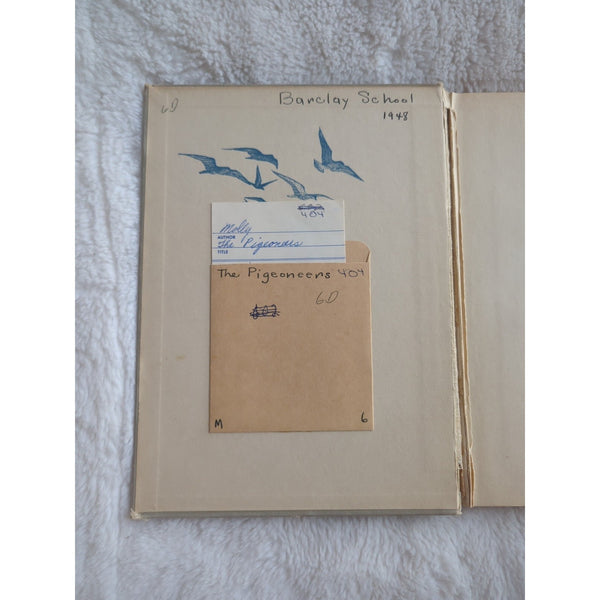 6D
Barclay School
1948
404
Molly
AUTHOR
The Pigeoneers
TITLE
The Pigeoneers 404
6D
M 6